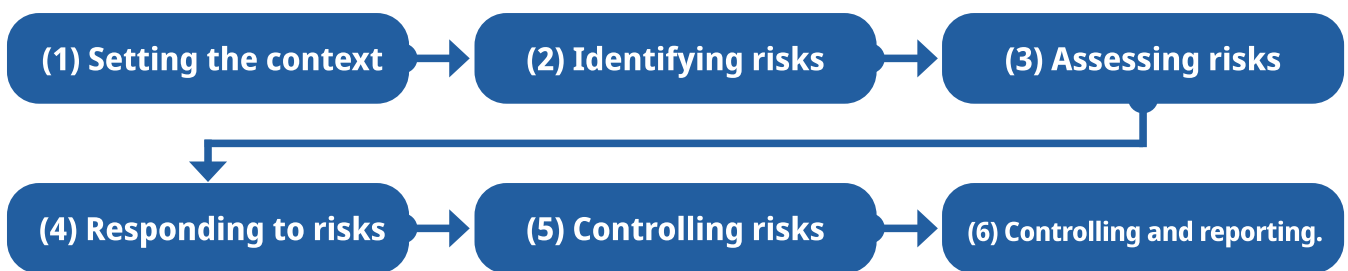 (1) Setting the context
(2) Identifying risks
(3) Assessing risks
(4) Responding to risks
(5) Controlling risks
(6) Controlling and reporting.